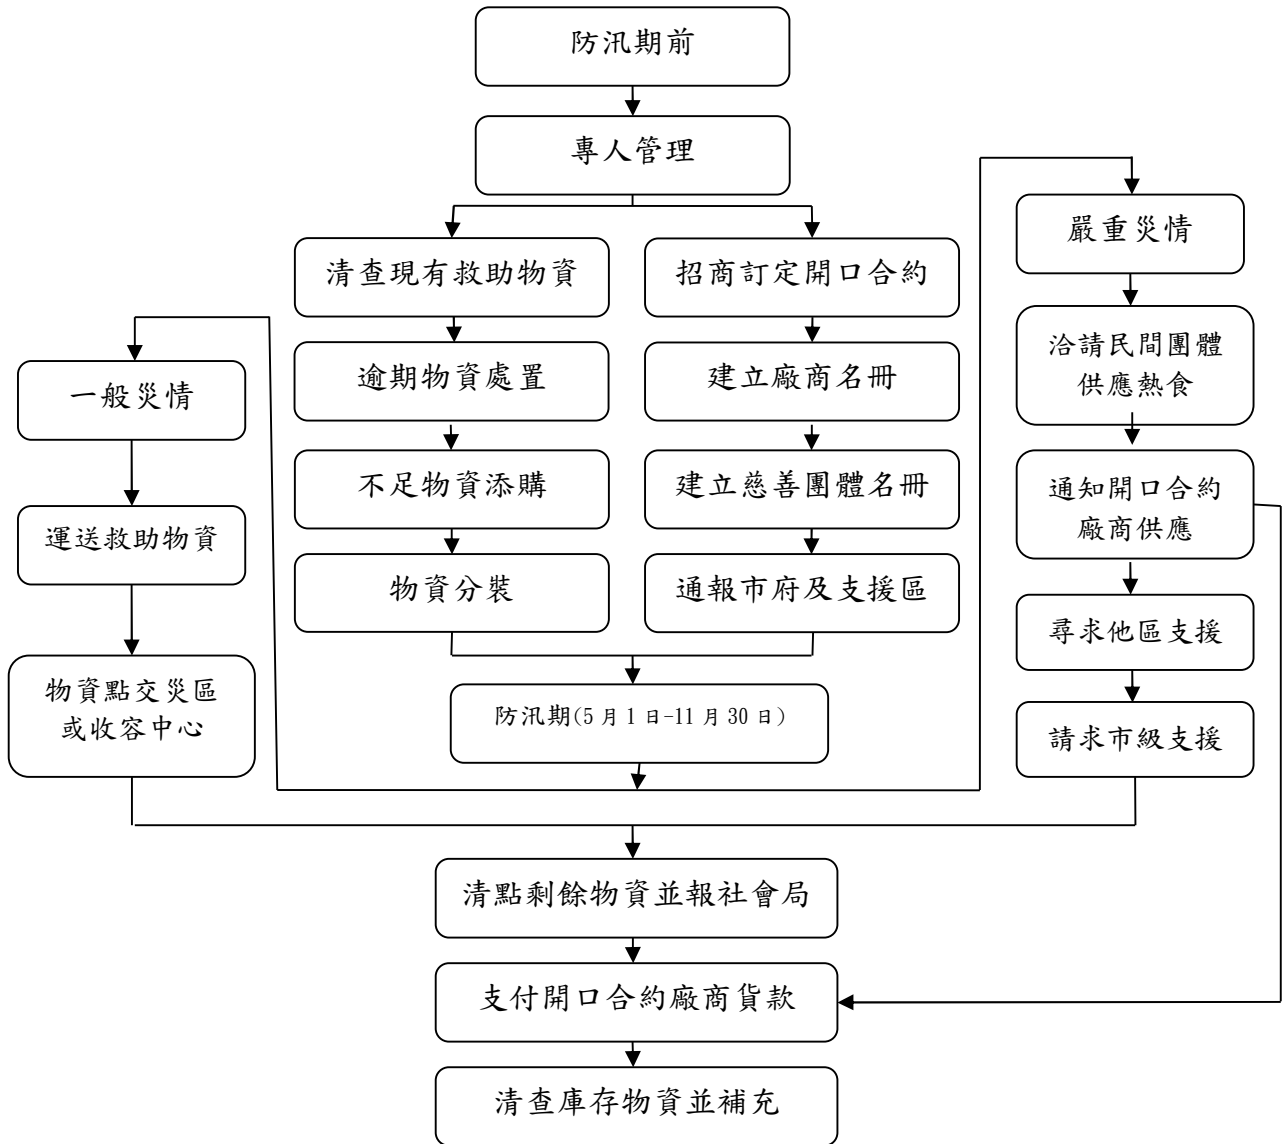 防汛期前
專人管理
清查現有救助物資
逾期物資處置
不足物資添購
物資分裝
招商訂定開口合約
建立廠商名冊
建立慈善團體名冊
通報市府及支援區
防汛期(5月1日-11月30日)
一般災情
運送救助物資
物資點交災區
或收容中心
嚴重災情
洽請民間團體
供應熱食
通知開口合約
廠商供應
尋求他區支援
請求市級支援
清點剩餘物資並報社會局
支付開口合約廠商貨款
清查庫存物資並補充